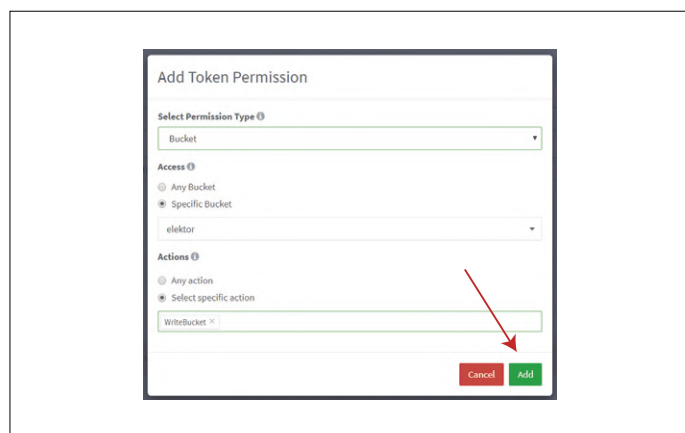 Add Token Permission
Select Permission Type
Bucket
Access
Any Bucket
Specific Bucket
elektor
Actions
Any action
Select specific action
WriteBucket ×
Cancel Add